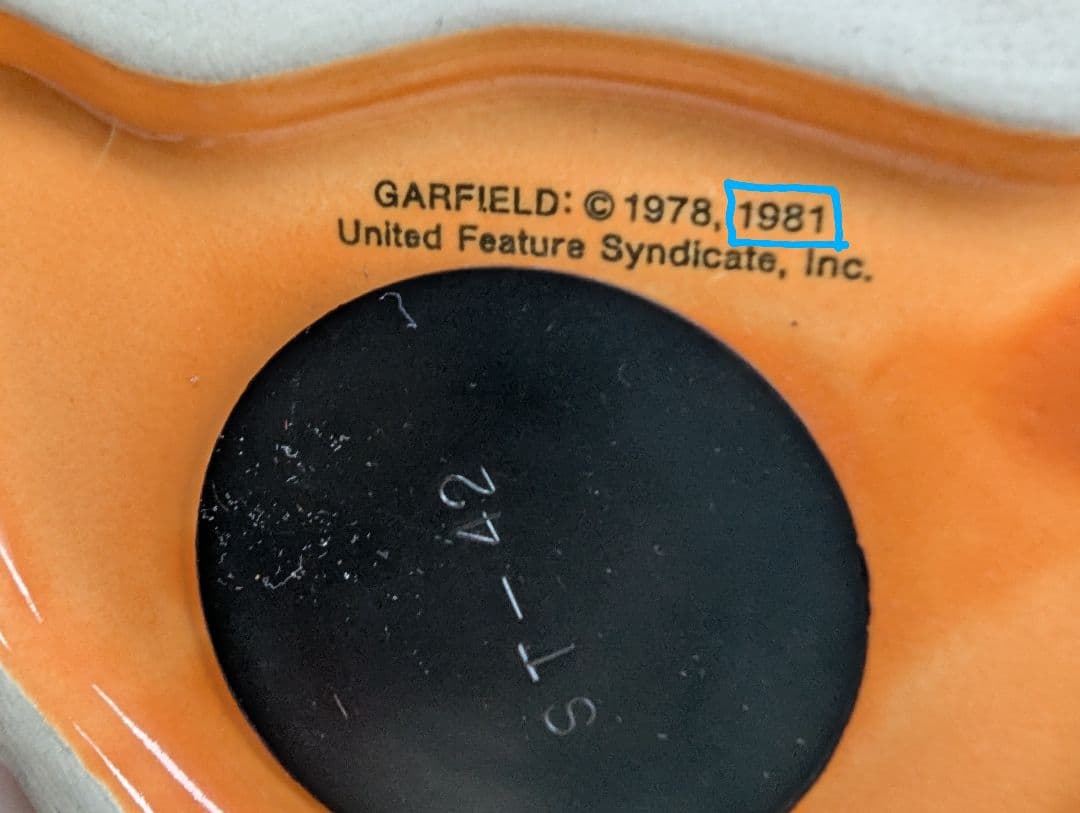 GARFIELD: © 1978, 1981
United Feature Syndicate, Inc.
ST-42